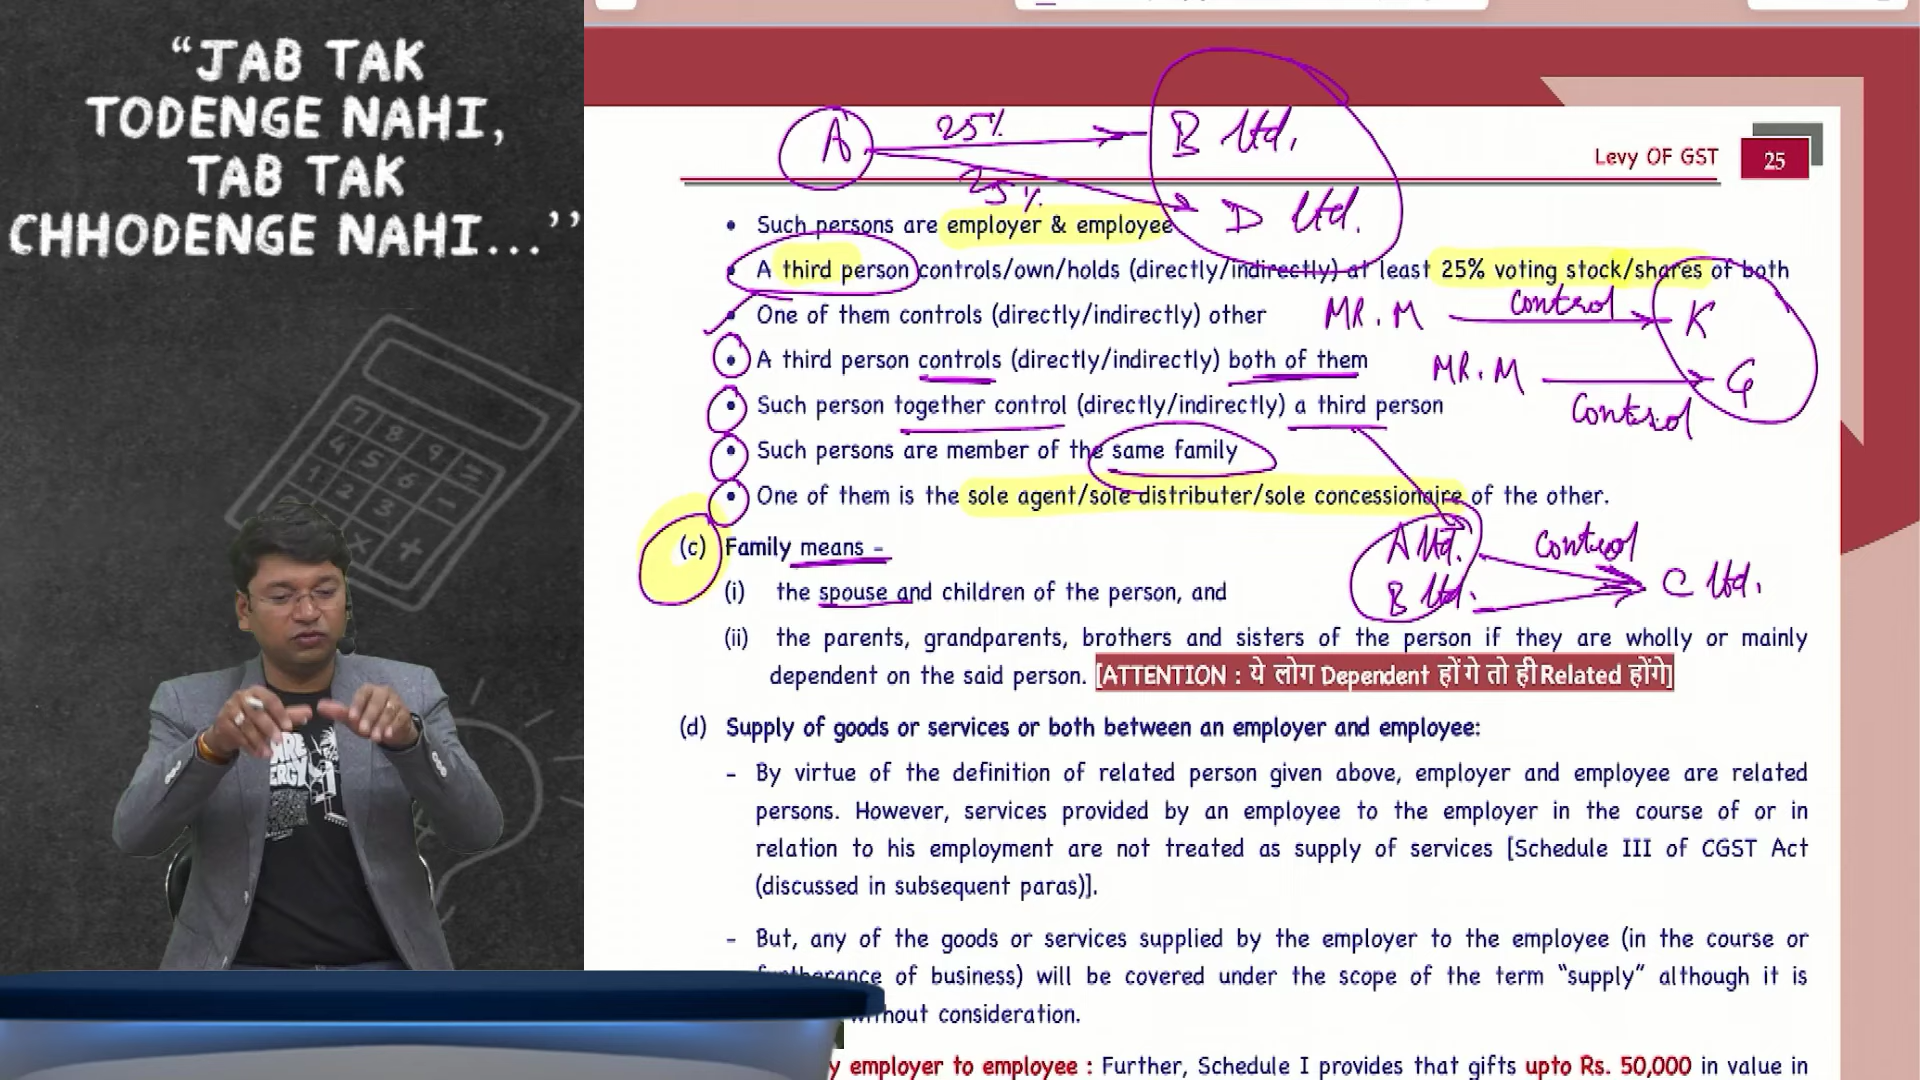 “JAB TAK
TODENGE NAHI,
TAB TAK
CHHODENGE NAHI...’’
7 8 9 =
4 5 6 -
1 2 3
× +
A 25% B ltd.
25% D ltd.
Levy OF GST 25
• Such persons are employer & employee
• A third person controls/own/holds (directly/indirectly) at least 25% voting stock/shares of both
• One of them controls (directly/indirectly) other
MR. M control K
• A third person controls (directly/indirectly) both of them
MR. M Control G
• Such person together control (directly/indirectly) a third person
• Such persons are member of the same family
• One of them is the sole agent/sole distributer/sole concessionaire of the other.
(c) Family means -
A ltd. Control C ltd.
B ltd.
(i) the spouse and children of the person, and
(ii) the parents, grandparents, brothers and sisters of the person if they are wholly or mainly
dependent on the said person. [ATTENTION : ये लोग Dependent होंगे तो ही Related होंगे]
(d) Supply of goods or services or both between an employer and employee:
- By virtue of the definition of related person given above, employer and employee are related
persons. However, services provided by an employee to the employer in the course of or in
relation to his employment are not treated as supply of services [Schedule III of CGST Act
(discussed in subsequent paras)].
- But, any of the goods or services supplied by the employer to the employee (in the course or
of business) will be covered under the scope of the term “supply” although it is
consideration.
employer to employee : Further, Schedule I provides that gifts upto Rs. 50,000 in value in